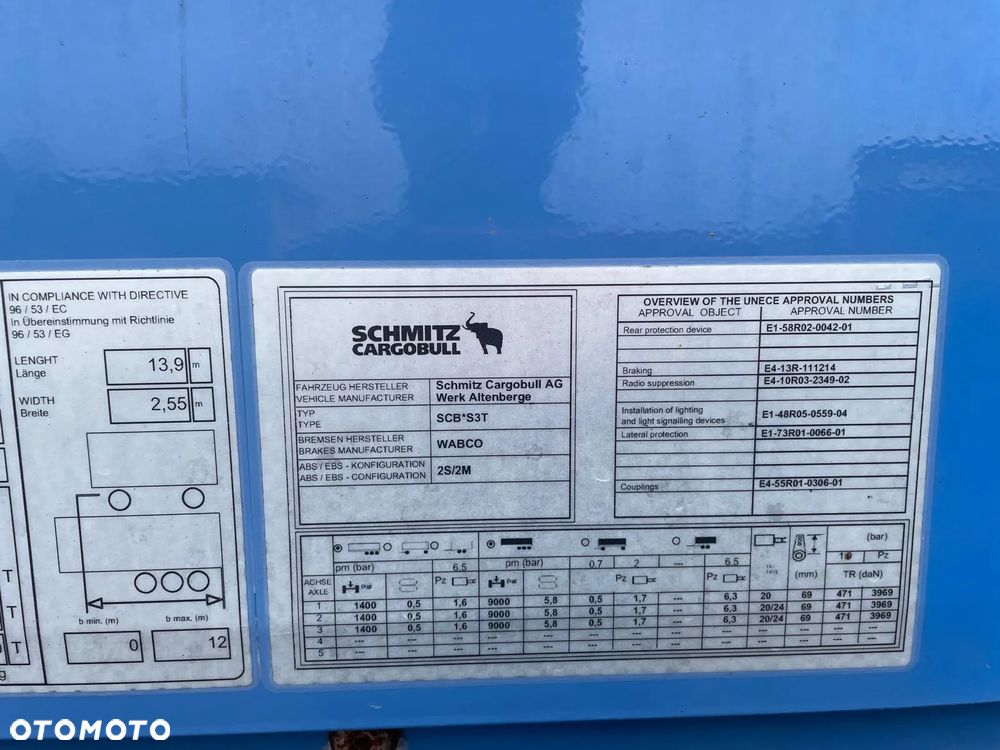 IN COMPLIANCE WITH DIRECTIVE
96 / 53 / EC
In Übereinstimmung mit Richtlinie
96 / 53 / EG
LENGHT
Länge
13,9 m
WIDTH
Breite
2,55 m
b min. (m)
b max. (m)
0
12
T
T
T
g
SCHMITZ
CARGOBULL
FAHRZEUG HERSTELLER
VEHICLE MANUFACTURER
Schmitz Cargobull AG
Werk Altenberge
TYP
TYPE
SCB*S3T
BREMSEN HERSTELLER
BRAKES MANUFACTURER
WABCO
ABS / EBS - KONFIGURATION
ABS / EBS - CONFIGURATION
2S/2M
OVERVIEW OF THE UNECE APPROVAL NUMBERS
APPROVAL OBJECT APPROVAL NUMBER
Rear protection device E1-58R02-0042-01
Braking E4-13R-111214
Radio suppression E4-10R03-2349-02
Installation of lighting
and light signalling devices E1-48R05-0559-04
Lateral protection E1-73R01-0066-01
Couplings E4-55R01-0306-01
(bar)
pm (bar) 6.5 pm (bar) 0.7 2 --- 6.5 Pz
ACHSE
AXLE
Pz Pz Pz (mm) TR (daN)
1 1400 0,5 1,6 9000 5,8 0,5 1,7 --- 6,3 20 69 471 3969
2 1400 0,5 1,6 9000 5,8 0,5 1,7 --- 6,3 20/24 69 471 3969
3 1400 0,5 1,6 9000 5,8 0,5 1,7 --- 6,3 20/24 69 471 3969
4 --- --- --- --- --- --- --- --- --- --- --- --- ---
5 --- --- --- --- --- --- --- --- --- --- --- --- ---
OTOMOTO